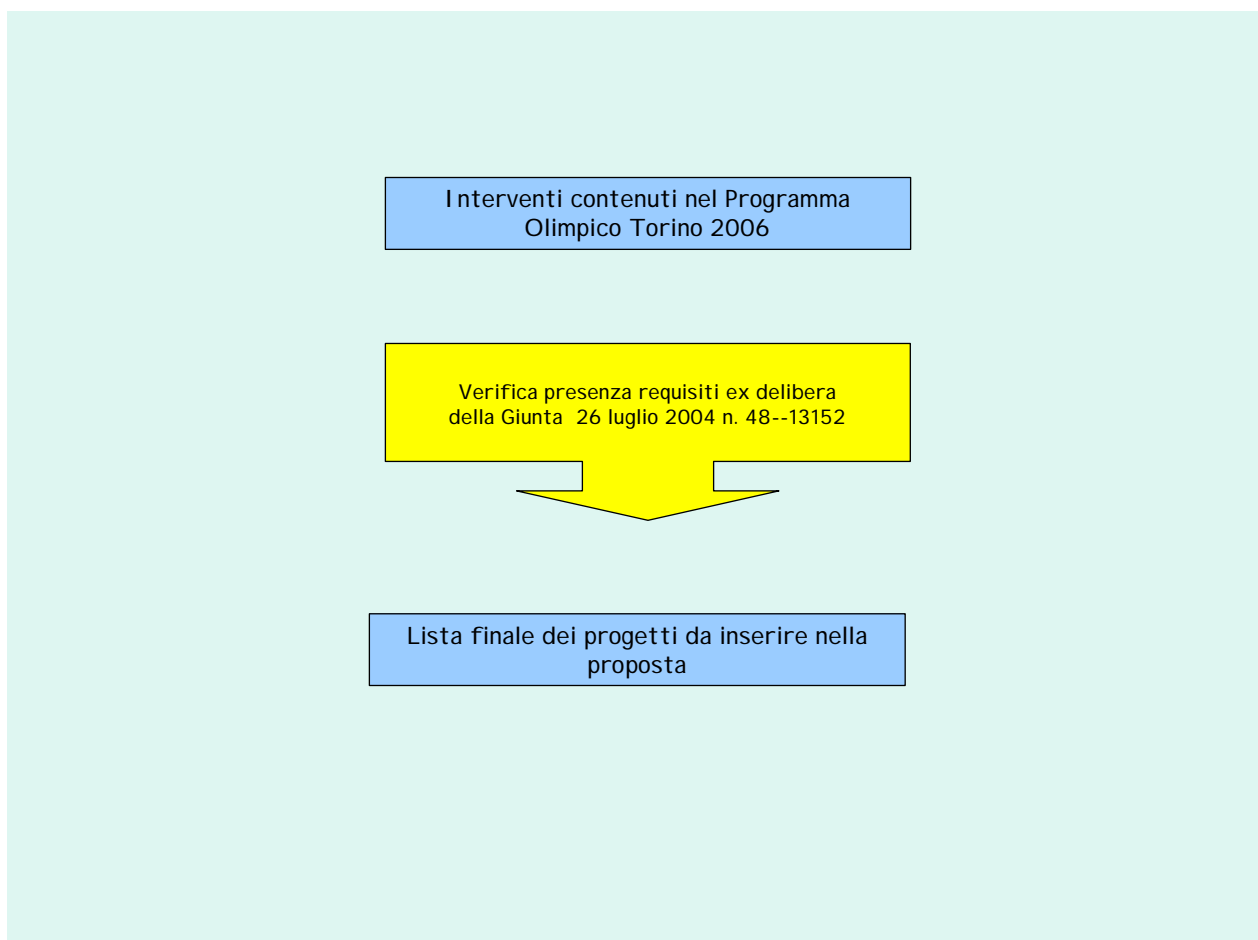 Interventi contenuti nel Programma
Olimpico Torino 2006
Verifica presenza requisiti ex delibera
della Giunta 26 luglio 2004 n. 48--13152
Lista finale dei progetti da inserire nella
proposta